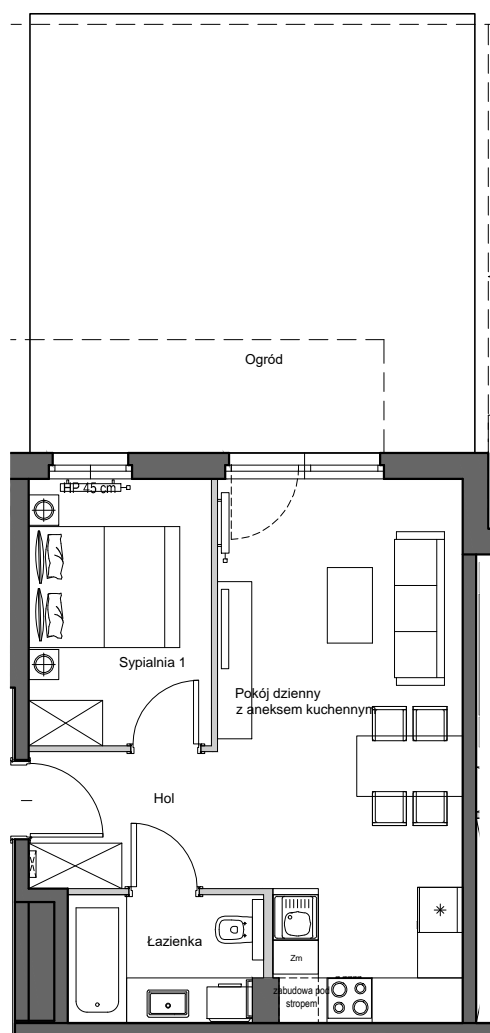 Ogród
HP 45 cm
Sypialnia 1
Pokój dzienny
z aneksem kuchennym
Hol
Łazienka
Zm
zabudowa pod
stropem